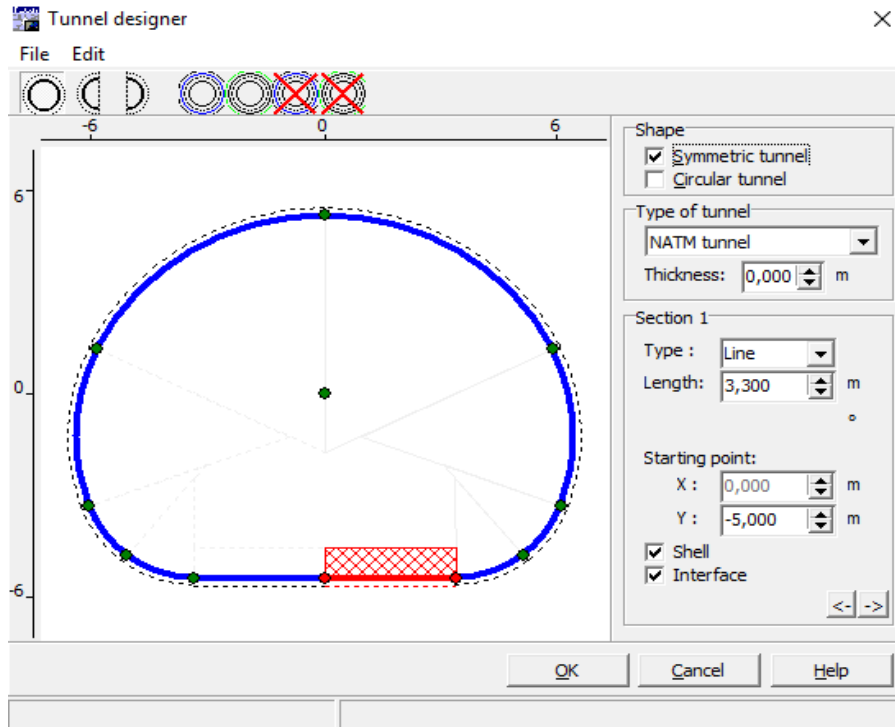 Tunnel designer
File Edit
-6 0 6
6
0
-6
Shape
Symmetric tunnel
Circular tunnel
Type of tunnel
NATM tunnel
Thickness: 0,000 m
Section 1
Type : Line
Length: 3,300 m
°
Starting point:
X : 0,000 m
Y : -5,000 m
Shell
Interface
<- ->
OK Cancel Help